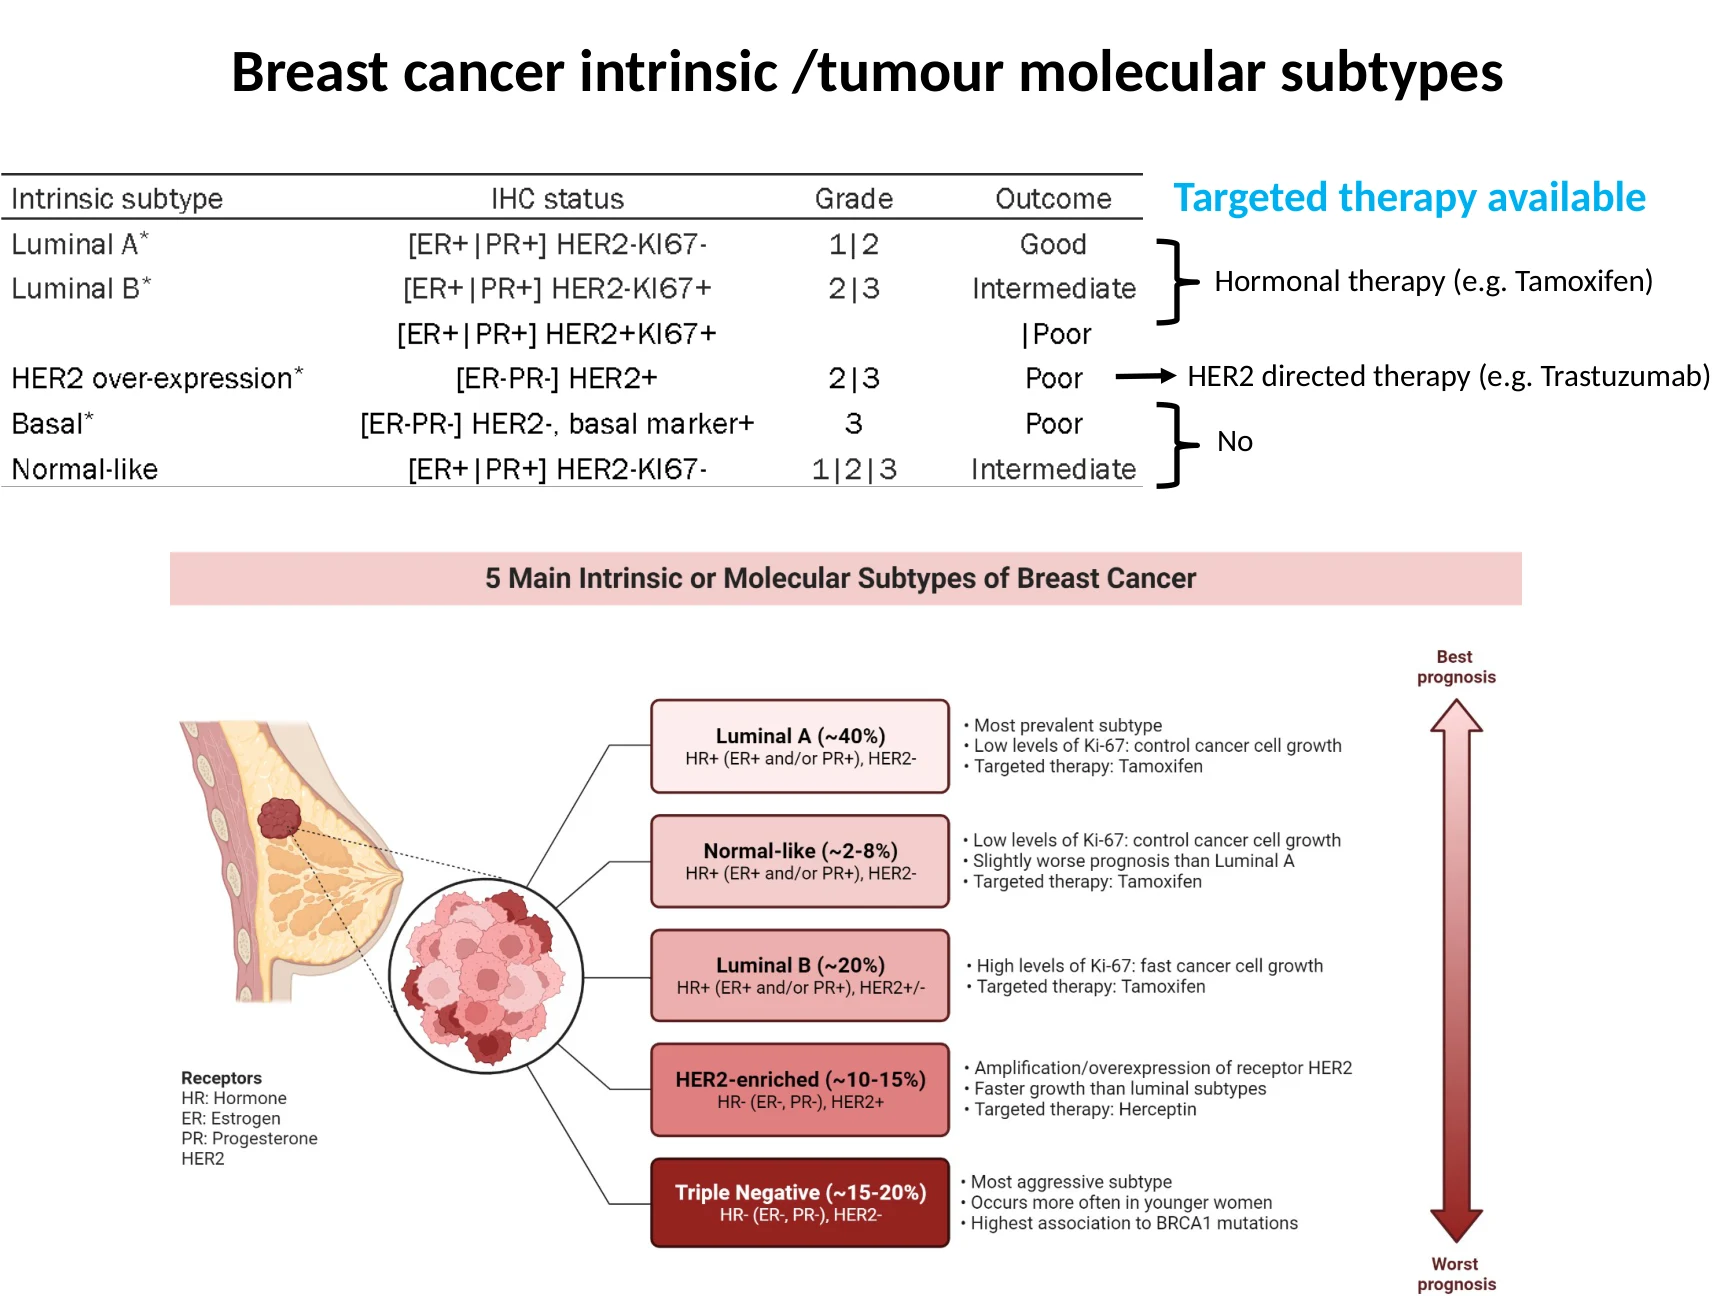 Breast cancer intrinsic /tumour molecular subtypes
Intrinsic subtype IHC status Grade Outcome Targeted therapy available
Luminal A* [ER+|PR+] HER2-KI67- 1|2 Good
Hormonal therapy (e.g. Tamoxifen)
Luminal B* [ER+|PR+] HER2-KI67+ 2|3 Intermediate
[ER+|PR+] HER2+KI67+ |Poor
HER2 over-expression* [ER-PR-] HER2+ 2|3 Poor HER2 directed therapy (e.g. Trastuzumab)
Basal* [ER-PR-] HER2-, basal marker+ 3 Poor
No
Normal-like [ER+|PR+] HER2-KI67- 1|2|3 Intermediate
5 Main Intrinsic or Molecular Subtypes of Breast Cancer
Best
prognosis
Luminal A (~40%)
HR+ (ER+ and/or PR+), HER2-
• Most prevalent subtype
• Low levels of Ki-67: control cancer cell growth
• Targeted therapy: Tamoxifen
Normal-like (~2-8%)
HR+ (ER+ and/or PR+), HER2-
• Low levels of Ki-67: control cancer cell growth
• Slightly worse prognosis than Luminal A
• Targeted therapy: Tamoxifen
Luminal B (~20%)
HR+ (ER+ and/or PR+), HER2+/-
• High levels of Ki-67: fast cancer cell growth
• Targeted therapy: Tamoxifen
HER2-enriched (~10-15%)
HR- (ER-, PR-), HER2+
• Amplification/overexpression of receptor HER2
• Faster growth than luminal subtypes
• Targeted therapy: Herceptin
Triple Negative (~15-20%)
HR- (ER-, PR-), HER2-
• Most aggressive subtype
• Occurs more often in younger women
• Highest association to BRCA1 mutations
Receptors
HR: Hormone
ER: Estrogen
PR: Progesterone
HER2
Worst
prognosis